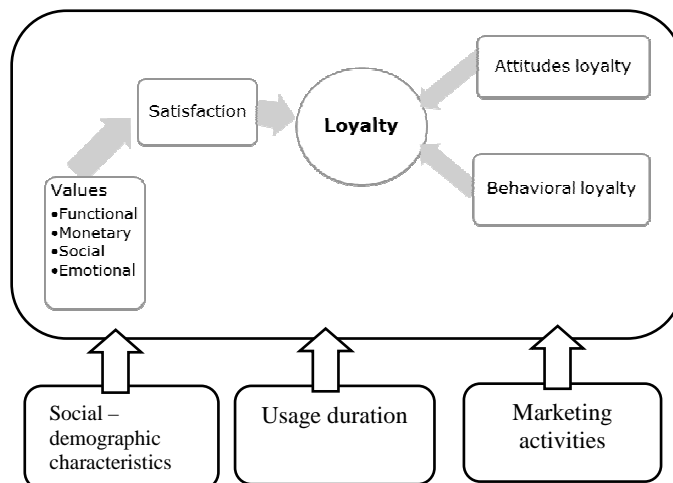 Attitudes loyalty
Satisfaction
Loyalty
Behavioral loyalty
Values
•Functional
•Monetary
•Social
•Emotional
Social –
demographic
characteristics
Usage duration
Marketing
activities